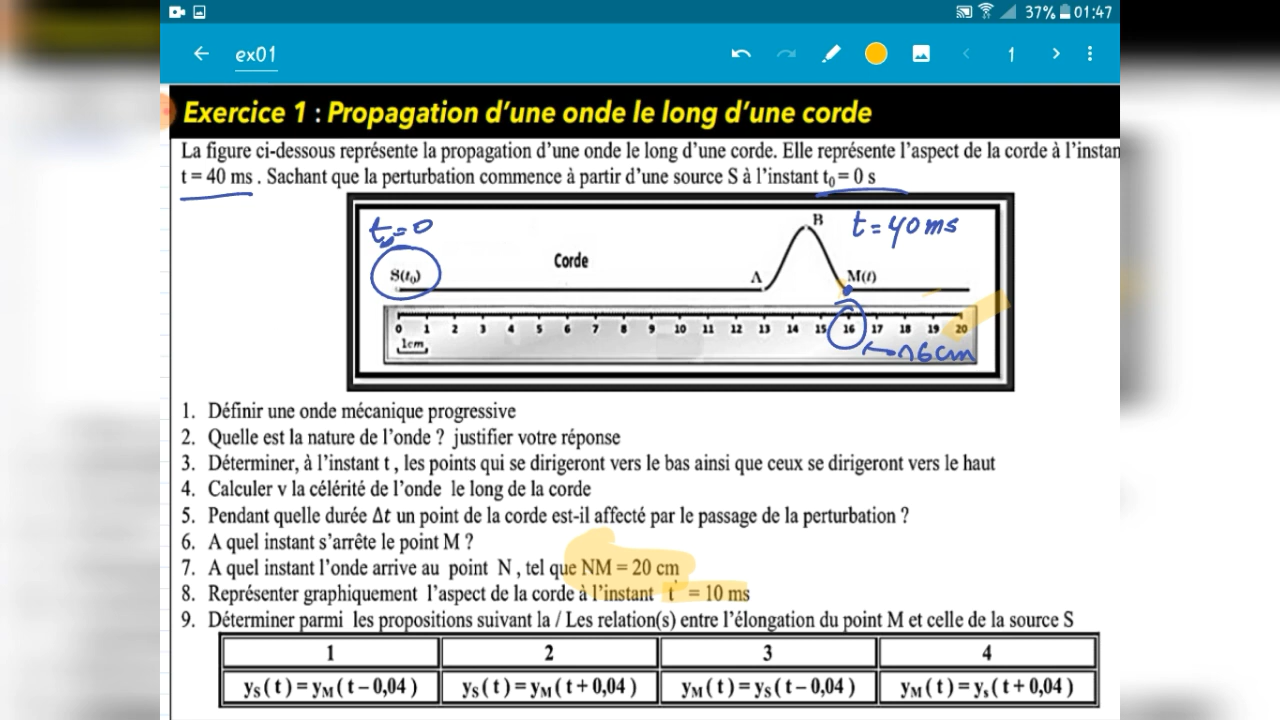 37% 01:47
ex01
1
Exercice 1 : Propagation d'une onde le long d'une corde
La figure ci-dessous représente la propagation d'une onde le long d'une corde. Elle représente l'aspect de la corde à l'instan
t = 40 ms . Sachant que la perturbation commence à partir d'une source S à l'instant t₀ = 0 s
t₀=0
B
t = 40ms
S(t₀)
Corde
A
M(t)
0 1 2 3 4 5 6 7 8 9 10 11 12 13 14 15 16 17 18 19 20
1cm
16cm
1. Définir une onde mécanique progressive
2. Quelle est la nature de l'onde ? justifier votre réponse
3. Déterminer, à l'instant t , les points qui se dirigeront vers le bas ainsi que ceux se dirigeront vers le haut
4. Calculer v la célérité de l'onde le long de la corde
5. Pendant quelle durée Δt un point de la corde est-il affecté par le passage de la perturbation ?
6. A quel instant s'arrête le point M ?
7. A quel instant l'onde arrive au point N , tel que NM = 20 cm
8. Représenter graphiquement l'aspect de la corde à l'instant t' = 10 ms
9. Déterminer parmi les propositions suivant la / Les relation(s) entre l'élongation du point M et celle de la source S
1 2 3 4
yS ( t ) = yM ( t – 0,04 ) yS ( t ) = yM ( t + 0,04 ) yM ( t ) = yS ( t – 0,04 ) yM ( t ) = ys ( t + 0,04 )